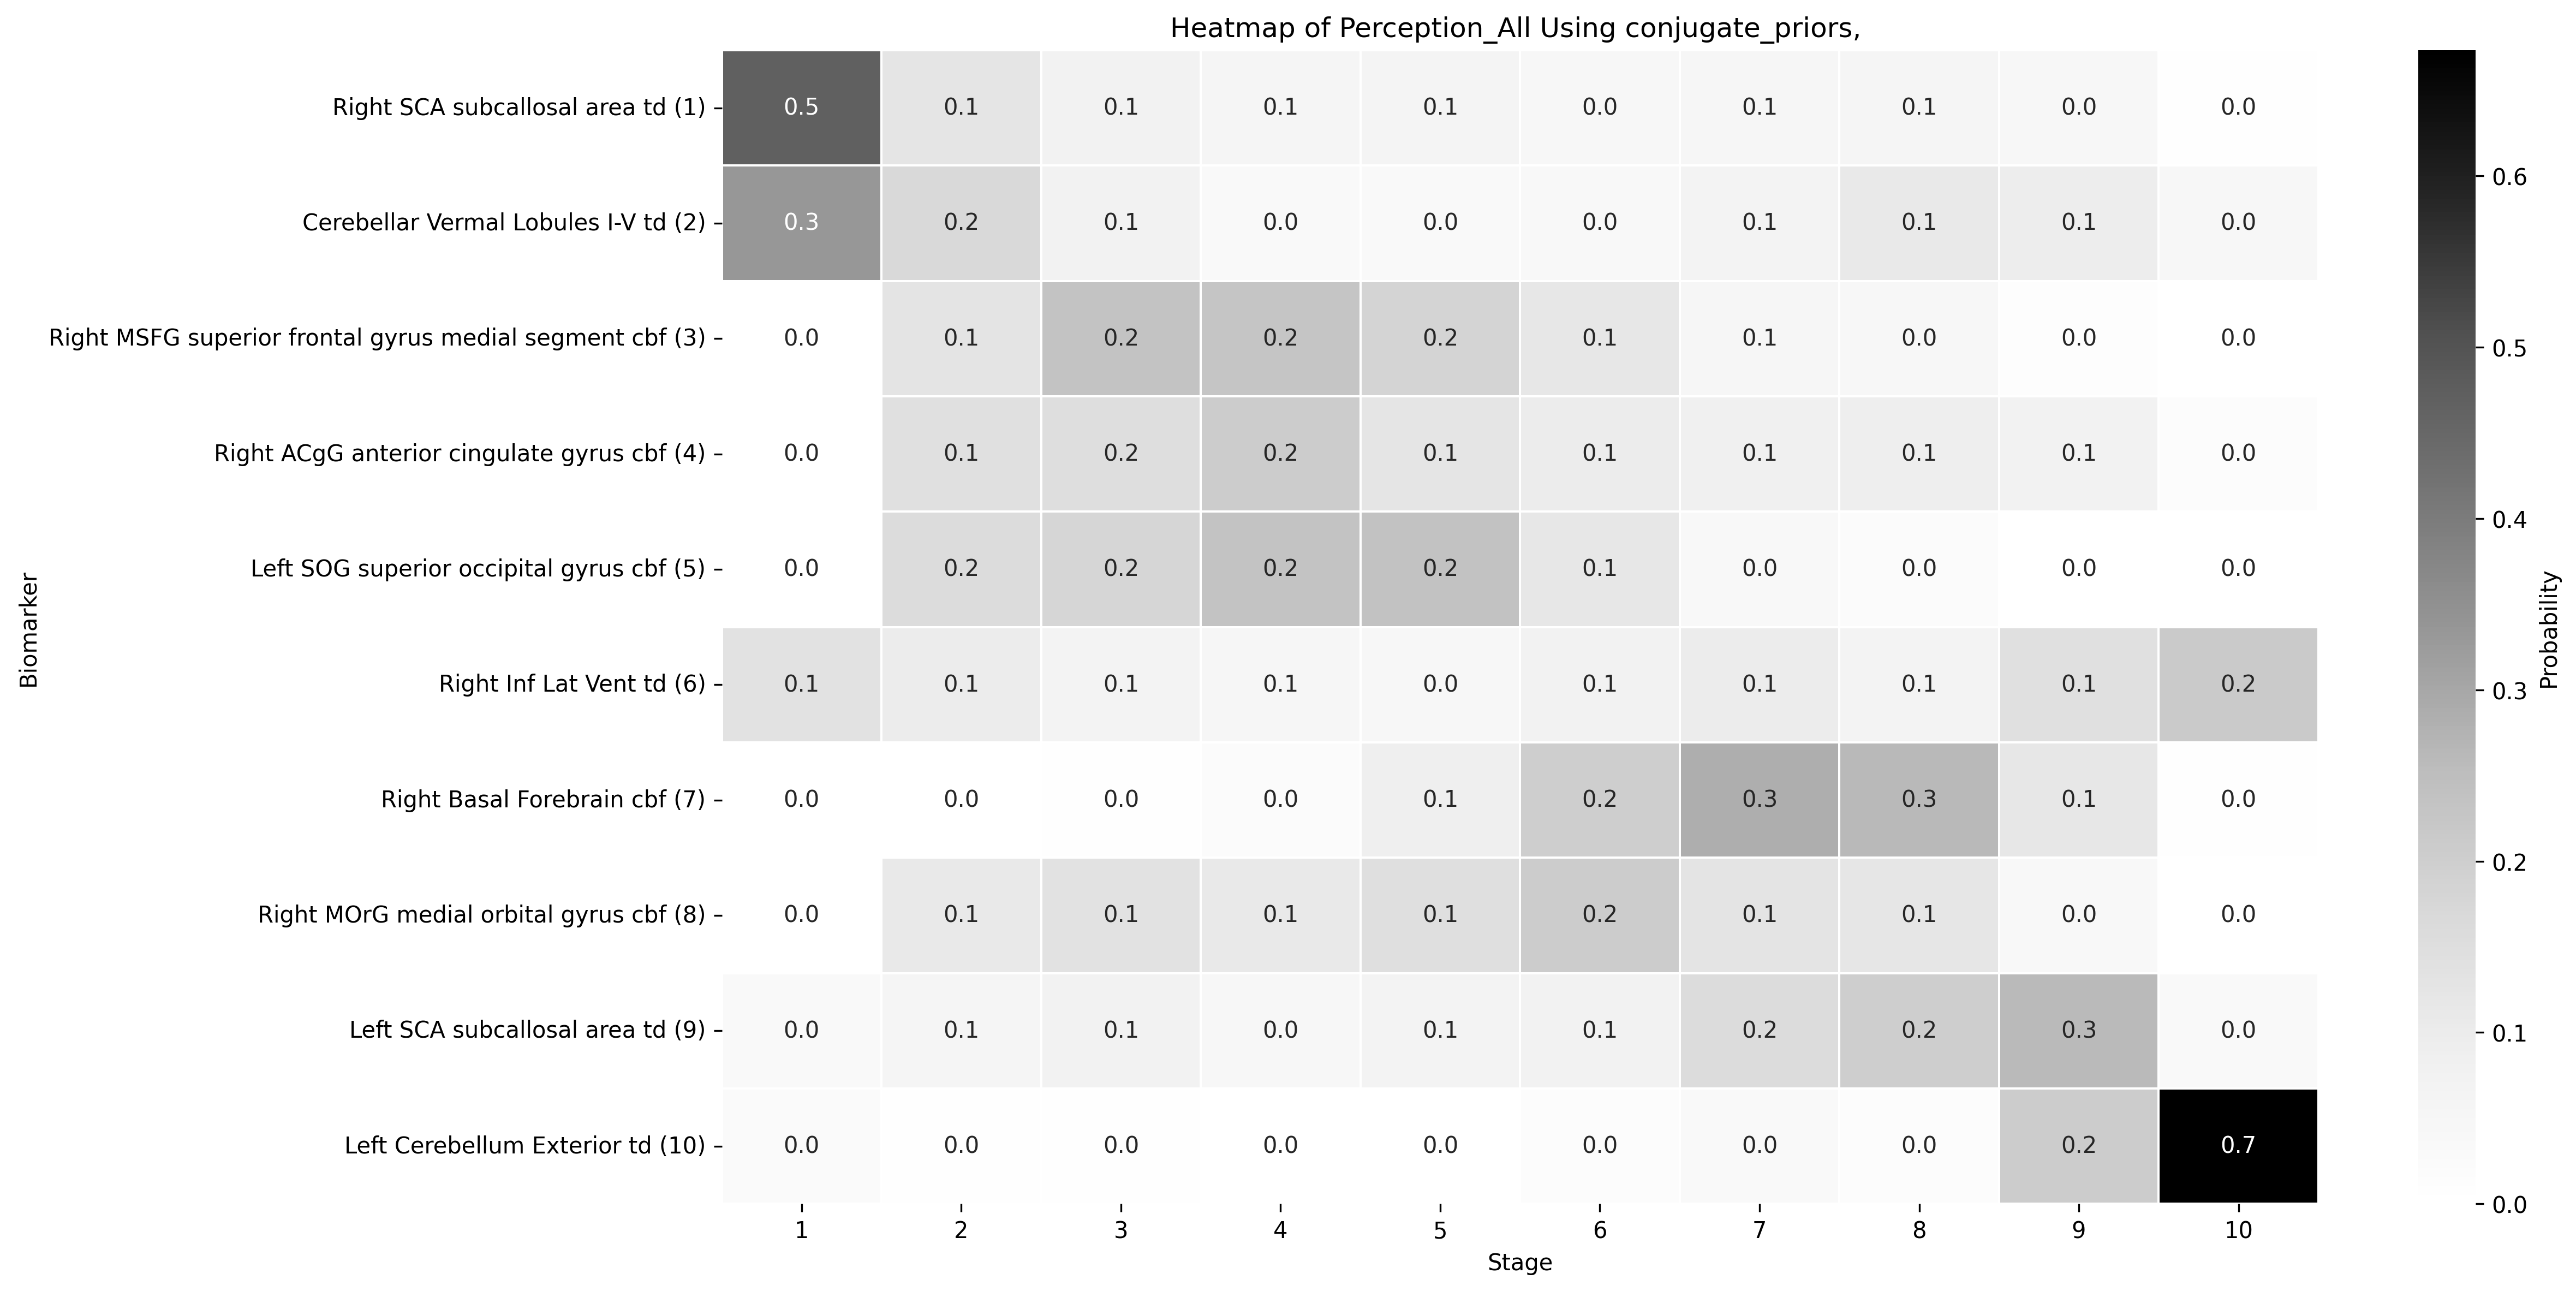 Heatmap of Perception_All Using conjugate_priors,
Right SCA subcallosal area td (1) 0.5 0.1 0.1 0.1 0.1 0.0 0.1 0.1 0.0 0.0
Cerebellar Vermal Lobules I-V td (2) 0.3 0.2 0.1 0.0 0.0 0.0 0.1 0.1 0.1 0.0
Right MSFG superior frontal gyrus medial segment cbf (3) 0.0 0.1 0.2 0.2 0.2 0.1 0.1 0.0 0.0 0.0
Right ACgG anterior cingulate gyrus cbf (4) 0.0 0.1 0.2 0.2 0.1 0.1 0.1 0.1 0.1 0.0
Left SOG superior occipital gyrus cbf (5) 0.0 0.2 0.2 0.2 0.2 0.1 0.0 0.0 0.0 0.0
Right Inf Lat Vent td (6) 0.1 0.1 0.1 0.1 0.0 0.1 0.1 0.1 0.1 0.2
Right Basal Forebrain cbf (7) 0.0 0.0 0.0 0.0 0.1 0.2 0.3 0.3 0.1 0.0
Right MOrG medial orbital gyrus cbf (8) 0.0 0.1 0.1 0.1 0.1 0.2 0.1 0.1 0.0 0.0
Left SCA subcallosal area td (9) 0.0 0.1 0.1 0.0 0.1 0.1 0.2 0.2 0.3 0.0
Left Cerebellum Exterior td (10) 0.0 0.0 0.0 0.0 0.0 0.0 0.0 0.0 0.2 0.7
1 2 3 4 5 6 7 8 9 10
Stage
Biomarker
0.6
0.5
0.4
0.3
0.2
0.1
0.0
Probability